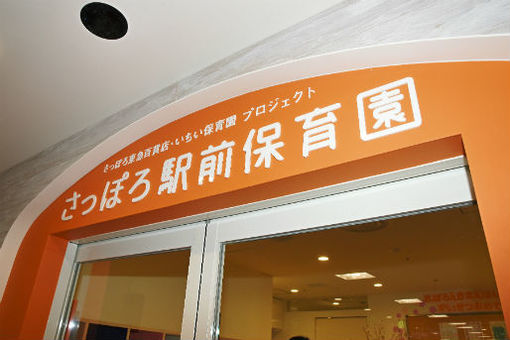 さっぽろ東急百貨店・いちい保育園 プロジェクト
さっぽろ駅前保育園